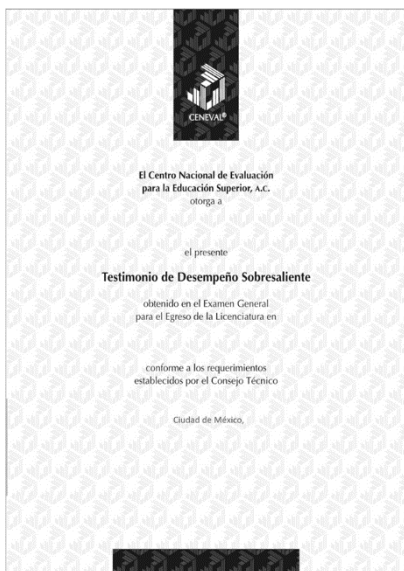 CENEVAL®
El Centro Nacional de Evaluación
para la Educación Superior, A.C.
otorga a
el presente
Testimonio de Desempeño Sobresaliente
obtenido en el Examen General
para el Egreso de la Licenciatura en
conforme a los requerimientos
establecidos por el Consejo Técnico
Ciudad de México,